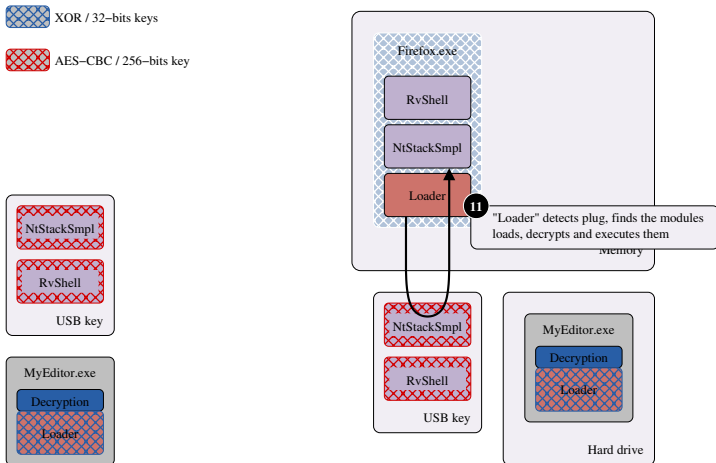 XOR / 32-bits keys
AES-CBC / 256-bits key
Firefox.exe
RvShell
NtStackSmpl
Loader
11
"Loader" detects plug, finds the modules
loads, decrypts and executes them
Memory
NtStackSmpl
RvShell
USB key
NtStackSmpl
RvShell
USB key
MyEditor.exe
Decryption
Loader
Hard drive
MyEditor.exe
Decryption
Loader